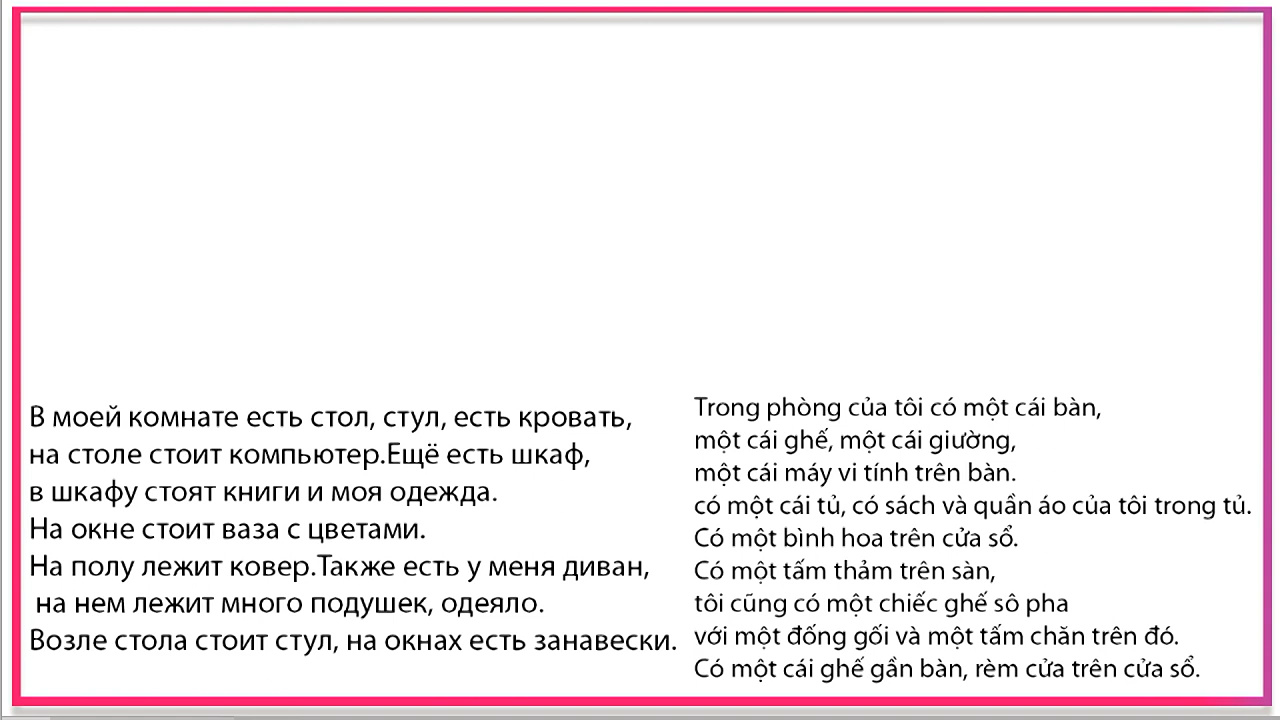 В моей комнате есть стол, стул, есть кровать,
на столе стоит компьютер.Ещё есть шкаф,
в шкафу стоят книги и моя одежда.
На окне стоит ваза с цветами.
На полу лежит ковер.Также есть у меня диван,
на нем лежит много подушек, одеяло.
Возле стола стоит стул, на окнах есть занавески.
Trong phòng của tôi có một cái bàn,
một cái ghế, một cái giường,
một cái máy vi tính trên bàn.
có một cái tủ, có sách và quần áo của tôi trong tủ.
Có một bình hoa trên cửa sổ.
Có một tấm thảm trên sàn,
tôi cũng có một chiếc ghế sô pha
với một đống gối và một tấm chăn trên đó.
Có một cái ghế gần bàn, rèm cửa trên cửa sổ.